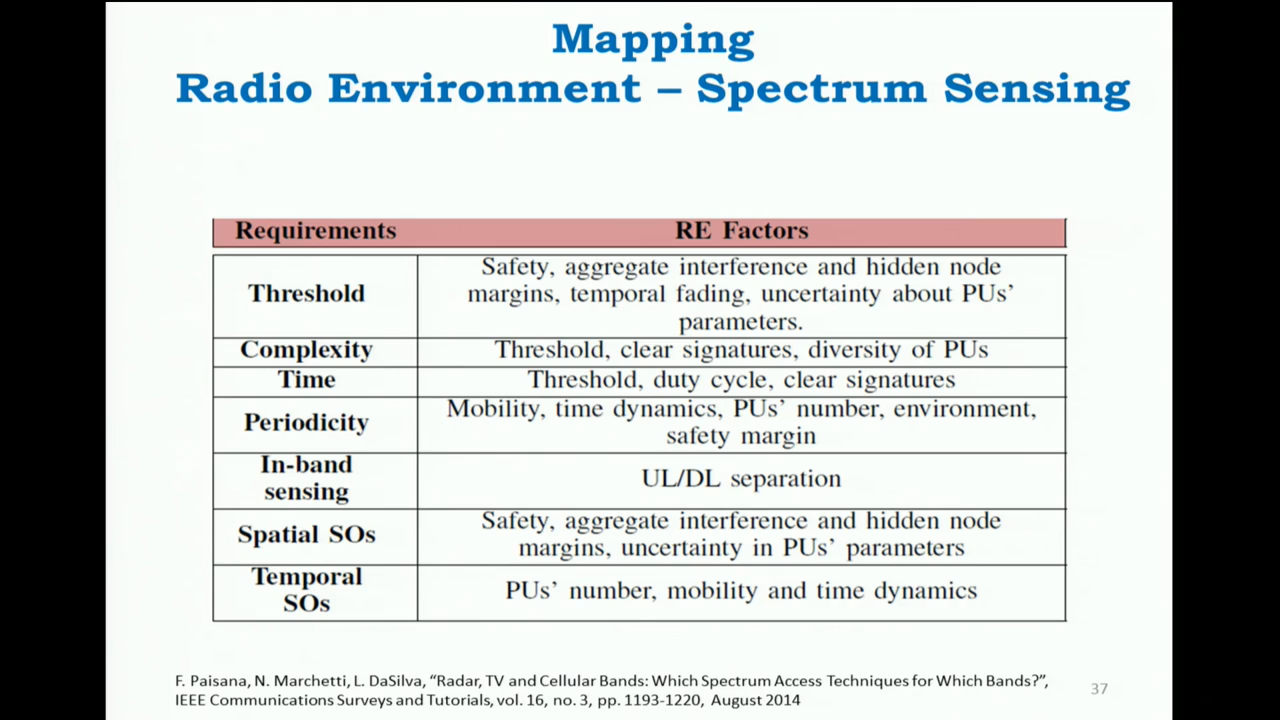 Mapping
Radio Environment – Spectrum Sensing
Requirements RE Factors
Threshold Safety, aggregate interference and hidden node
margins, temporal fading, uncertainty about PUs'
parameters.
Complexity Threshold, clear signatures, diversity of PUs
Time Threshold, duty cycle, clear signatures
Periodicity Mobility, time dynamics, PUs' number, environment,
safety margin
In-band
sensing UL/DL separation
Spatial SOs Safety, aggregate interference and hidden node
margins, uncertainty in PUs' parameters
Temporal
SOs PUs' number, mobility and time dynamics
F. Paisana, N. Marchetti, L. DaSilva, “Radar, TV and Cellular Bands: Which Spectrum Access Techniques for Which Bands?”,
IEEE Communications Surveys and Tutorials, vol. 16, no. 3, pp. 1193-1220, August 2014
37